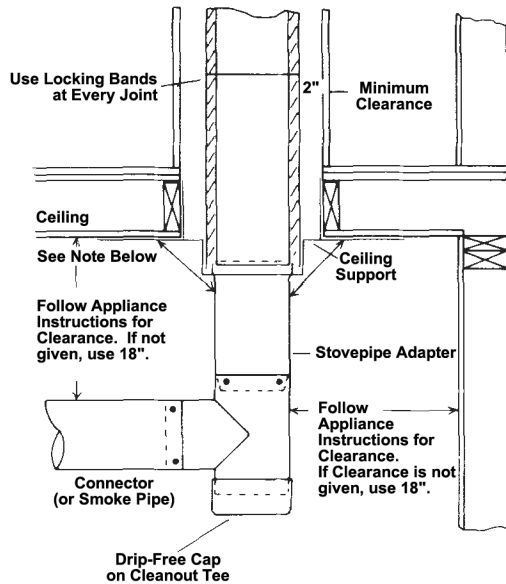 Use Locking Bands
at Every Joint
2"
Minimum
Clearance
Ceiling
See Note Below
Ceiling
Support
Follow Appliance
Instructions for
Clearance. If not
given, use 18".
Stovepipe Adapter
Follow
Appliance
Instructions for
Clearance.
If Clearance is not
given, use 18".
Connector
(or Smoke Pipe)
Drip-Free Cap
on Cleanout Tee